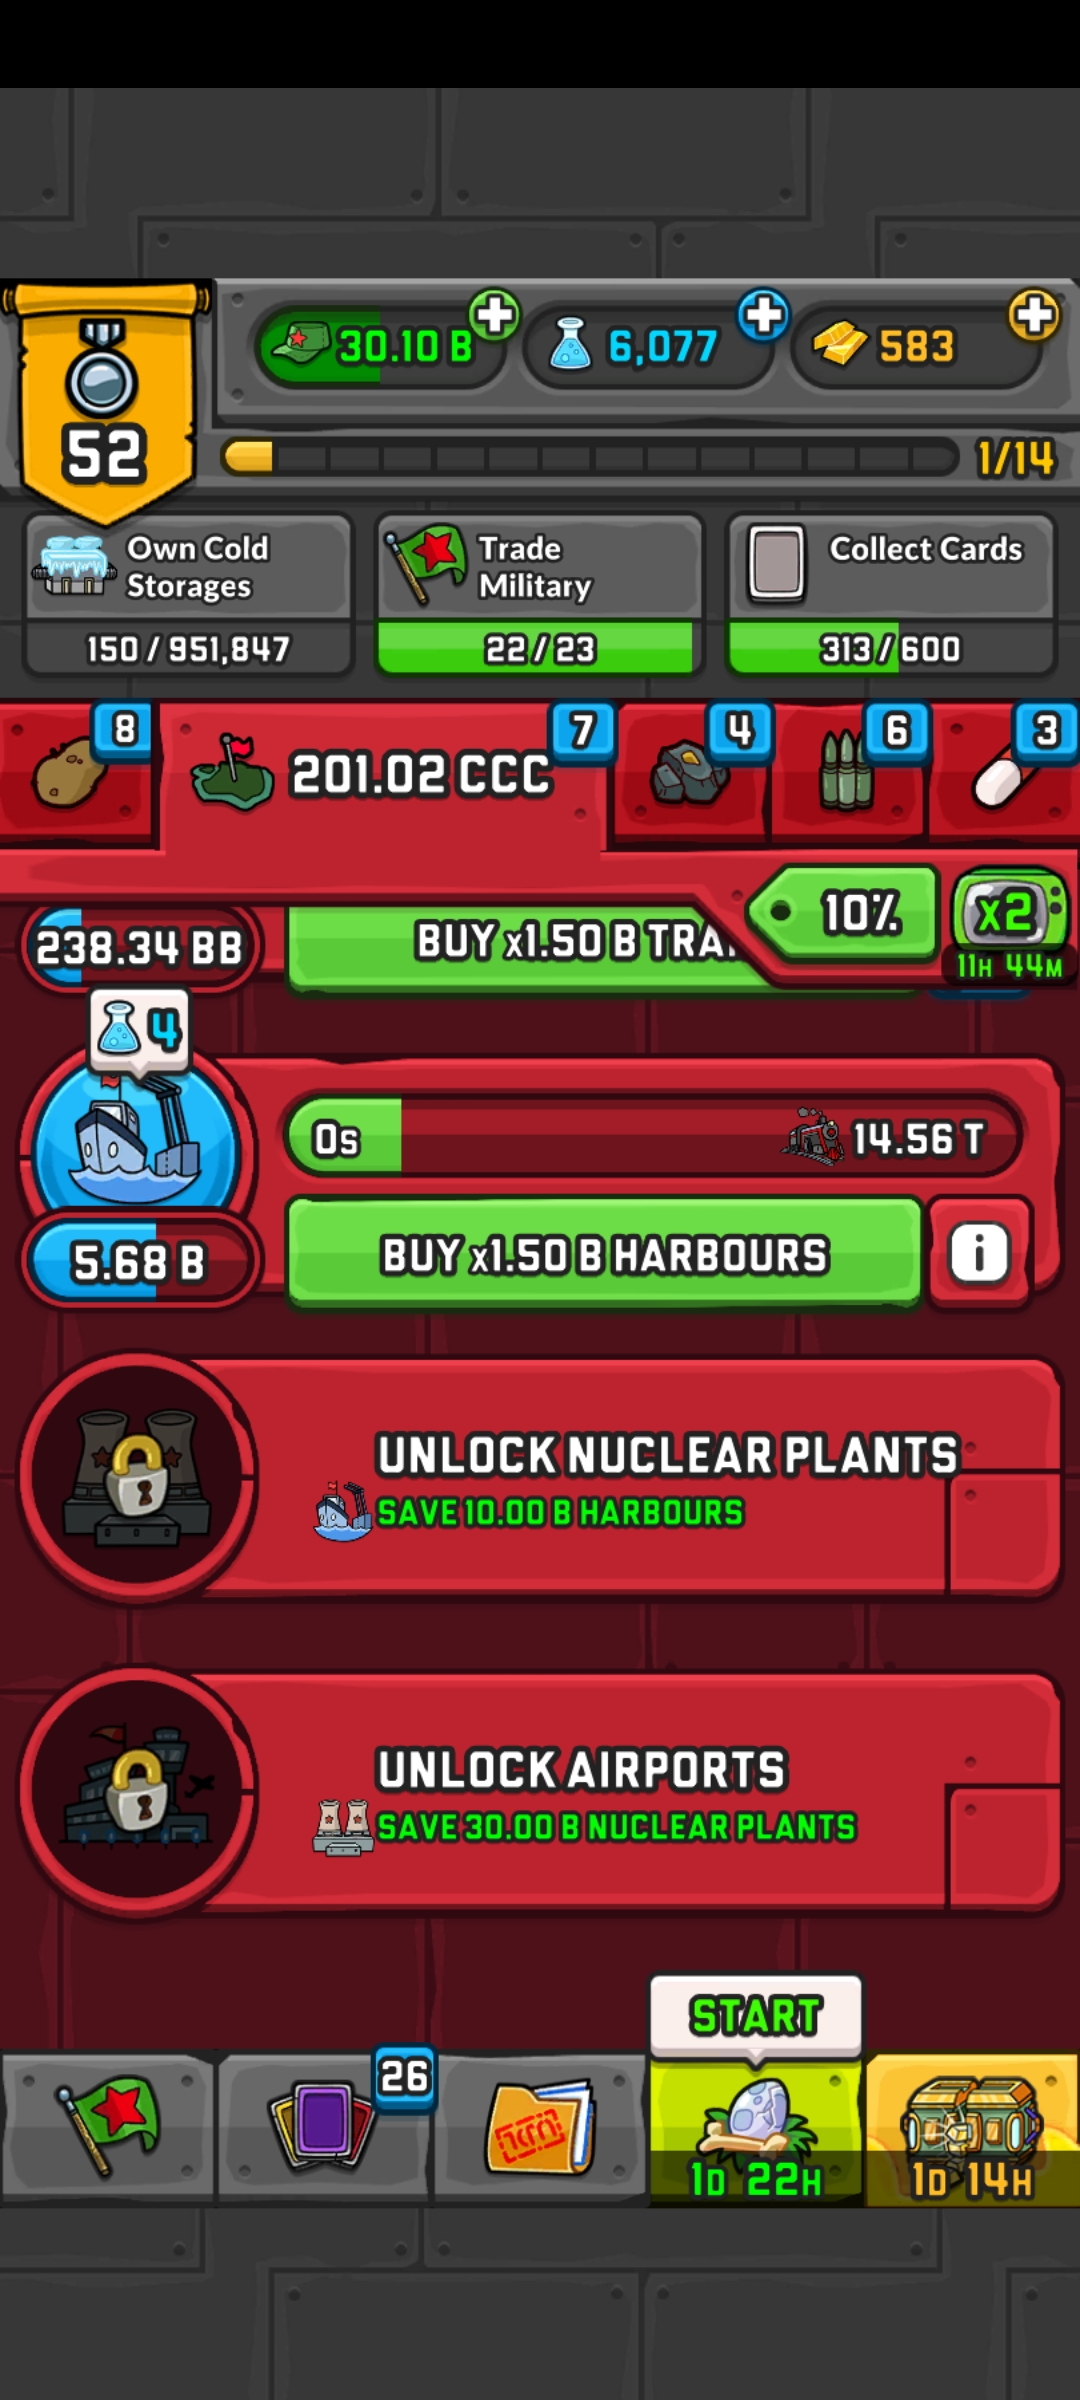 30.10 B
6,077
583
52
1/14
Own Cold
Storages
150 / 951,847
Trade
Military
22 / 23
Collect Cards
313 / 600
8
201.02 CCC
7
4
6
3
238.34 BB
BUY x1.50 B TRA
10%
x2
11H 44M
4
0s
14.56 T
5.68 B
BUY x1.50 B HARBOURS
i
UNLOCK NUCLEAR PLANTS
SAVE 10.00 B HARBOURS
UNLOCK AIRPORTS
SAVE 30.00 B NUCLEAR PLANTS
START
26
1D 22H
1D 14H